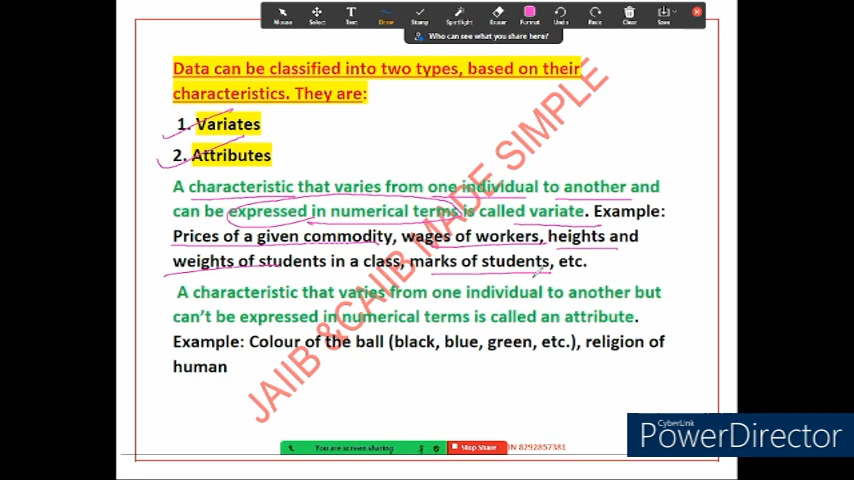 Mouse Select Text Draw Stamp Spotlight Eraser Format Undo Redo Clear Save
Who can see what you share here?
Data can be classified into two types, based on their
characteristics. They are:
1. Variates
2. Attributes
A characteristic that varies from one individual to another and
can be expressed in numerical terms is called variate. Example:
Prices of a given commodity, wages of workers, heights and
weights of students in a class, marks of students, etc.
A characteristic that varies from one individual to another but
can't be expressed in numerical terms is called an attribute.
Example: Colour of the ball (black, blue, green, etc.), religion of
human
JAIIB &CAIIB MADE SIMPLE
CyberLink
PowerDirector
You are screen sharing Stop Share 8292857381